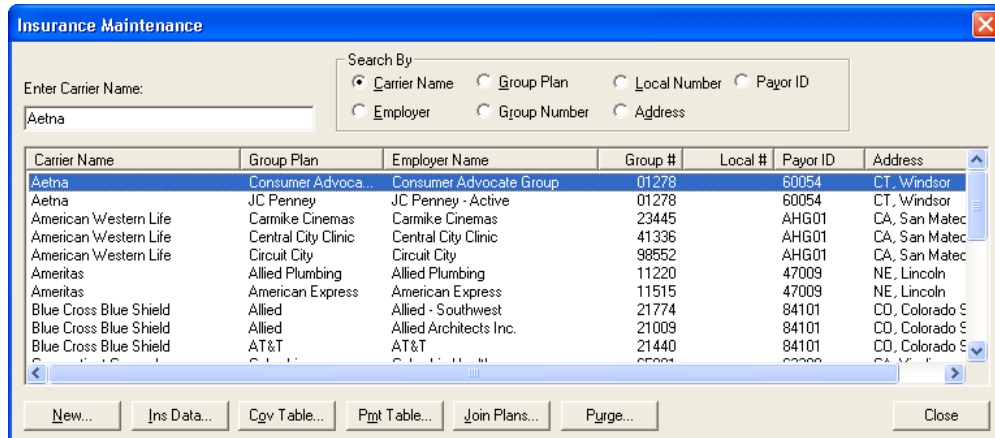 Insurance Maintenance
Enter Carrier Name:
Aetna
Search By
Carrier Name Group Plan Local Number Payor ID
Employer Group Number Address
Carrier Name Group Plan Employer Name Group # Local # Payor ID Address
Aetna Consumer Advoca... Consumer Advocate Group 01278 60054 CT, Windsor
Aetna JC Penney JC Penney - Active 01278 60054 CT, Windsor
American Western Life Carmike Cinemas Carmike Cinemas 23445 AHG01 CA, San Matec
American Western Life Central City Clinic Central City Clinic 41336 AHG01 CA, San Matec
American Western Life Circuit City Circuit City 98552 AHG01 CA, San Matec
Ameritas Allied Plumbing Allied Plumbing 11220 47009 NE, Lincoln
Ameritas American Express American Express 11515 47009 NE, Lincoln
Blue Cross Blue Shield Allied Allied - Southwest 21774 84101 CO, Colorado S
Blue Cross Blue Shield Allied Allied Architects Inc. 21009 84101 CO, Colorado S
Blue Cross Blue Shield AT&T AT&T 21440 84101 CO, Colorado S
New... Ins Data... Cov Table... Pmt Table... Join Plans... Purge... Close